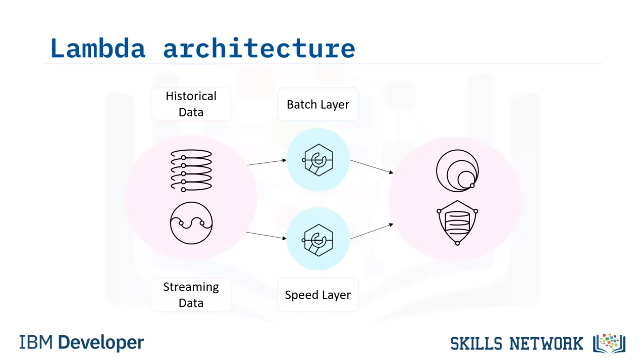 Lambda architecture
Historical
Data
Batch Layer
Streaming
Data
Speed Layer
IBM Developer
SKILLS NETWORK